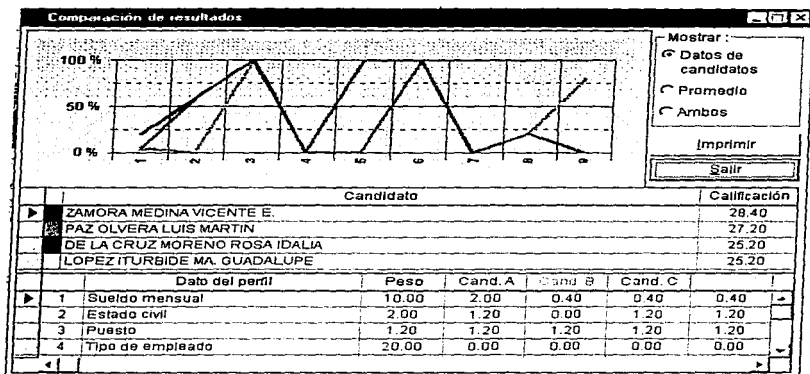 Comparación de resultados
Mostrar :
Datos de candidatos
Promedio
Ambos
Imprimir
Salir
100 %
50 %
0 %
1 2 3 4 5 6 7 8 9
Candidato Calificación
ZAMORA MEDINA VICENTE E. 28.40
PAZ OLVERA LUIS MARTIN 27.20
DE LA CRUZ MORENO ROSA IDALIA 25.20
LOPEZ ITURBIDE MA. GUADALUPE 25.20
Dato del perfil Peso Cand. A Cand. B Cand. C
1 Sueldo mensual 10.00 2.00 0.40 0.40 0.40
2 Estado civil 2.00 1.20 0.00 1.20 1.20
3 Puesto 1.20 1.20 1.20 1.20 1.20
4 Tipo de empleado 20.00 0.00 0.00 0.00 0.00